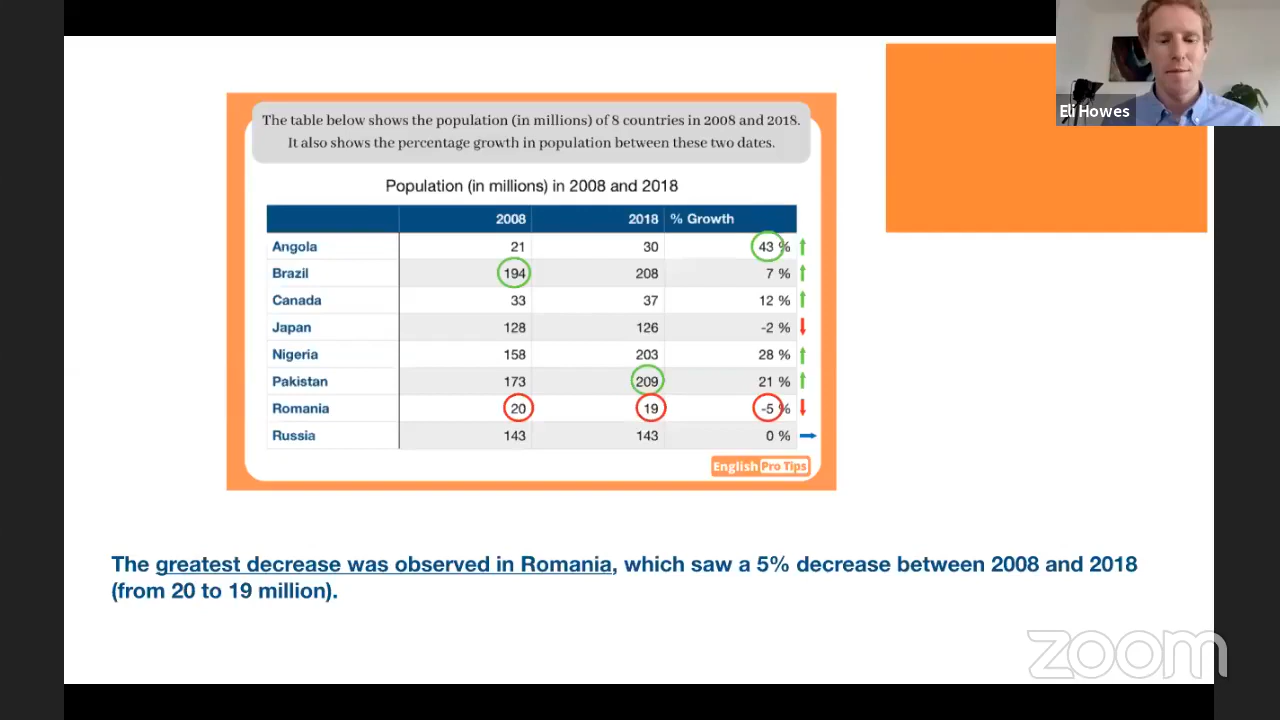 Eli Howes
The table below shows the population (in millions) of 8 countries in 2008 and 2018.
It also shows the percentage growth in population between these two dates.
Population (in millions) in 2008 and 2018
2008 2018 % Growth
Angola 21 30 43 %
Brazil 194 208 7 %
Canada 33 37 12 %
Japan 128 126 -2 %
Nigeria 158 203 28 %
Pakistan 173 209 21 %
Romania 20 19 -5 %
Russia 143 143 0 %
English Pro Tips
The greatest decrease was observed in Romania, which saw a 5% decrease between 2008 and 2018
(from 20 to 19 million).
zoom